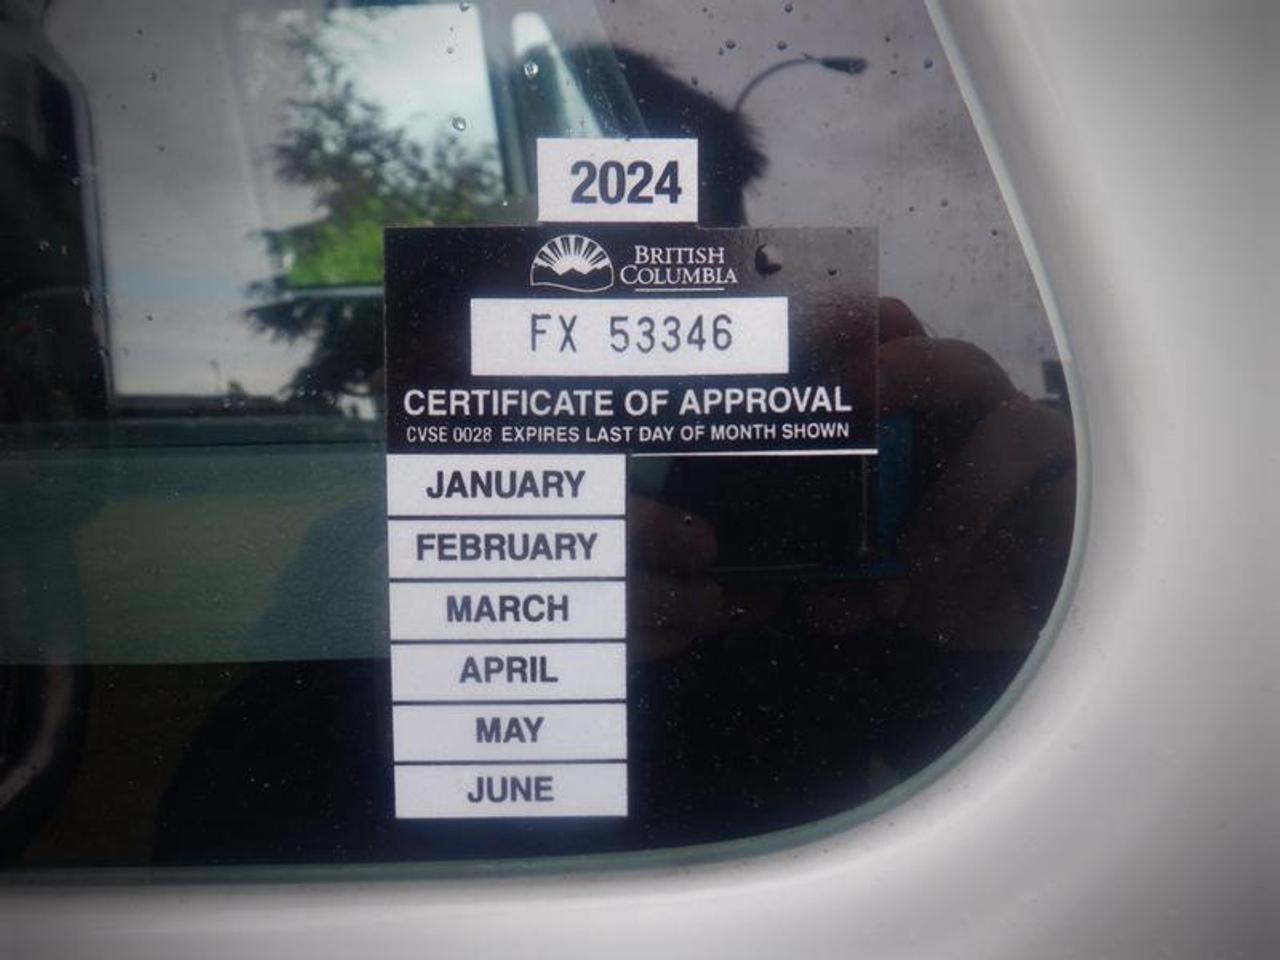 2024
BRITISH
COLUMBIA
FX 53346
CERTIFICATE OF APPROVAL
CVSE 0028 EXPIRES LAST DAY OF MONTH SHOWN
JANUARY
FEBRUARY
MARCH
APRIL
MAY
JUNE